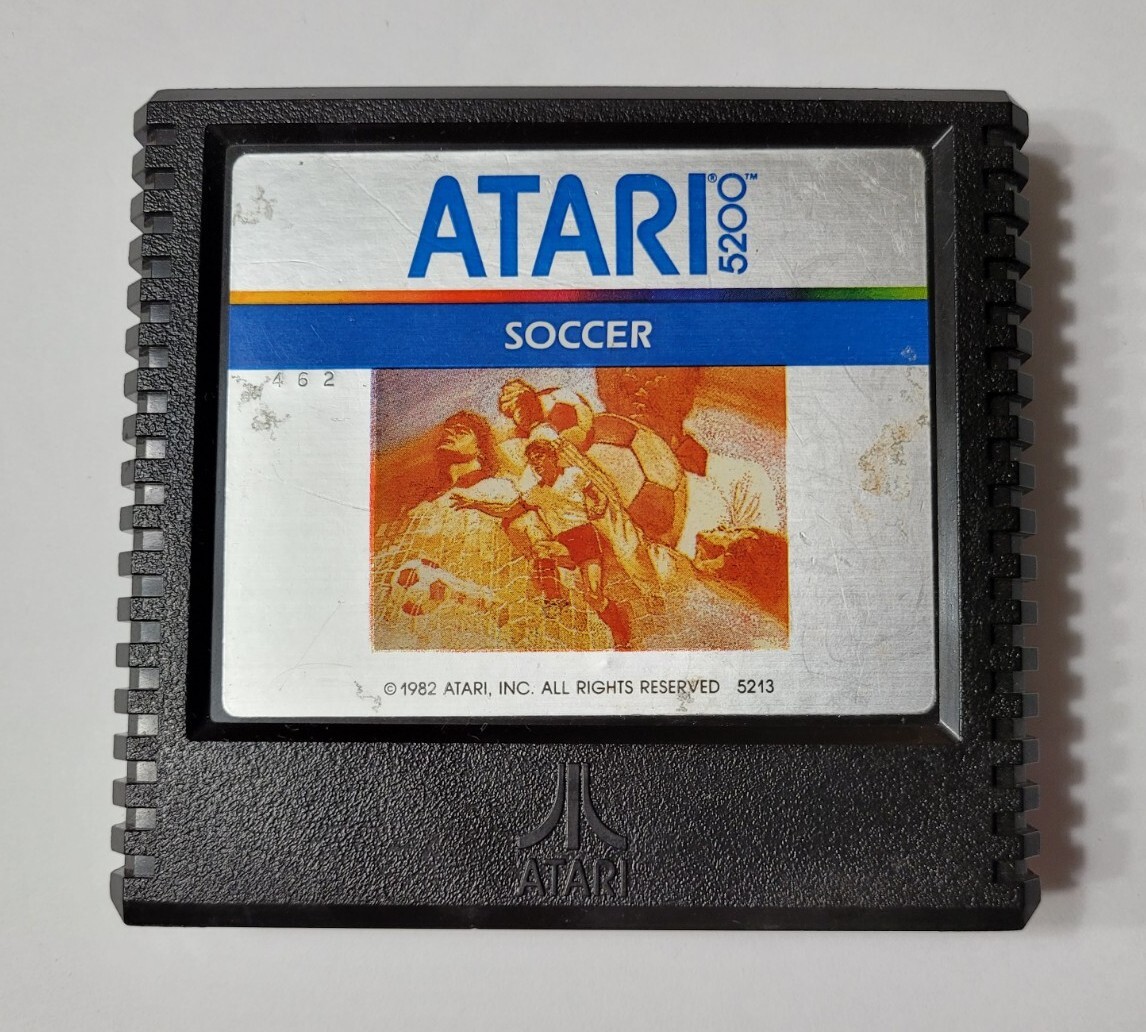 ATARI® 5200™
SOCCER
462
© 1982 ATARI, INC. ALL RIGHTS RESERVED 5213
ATARI